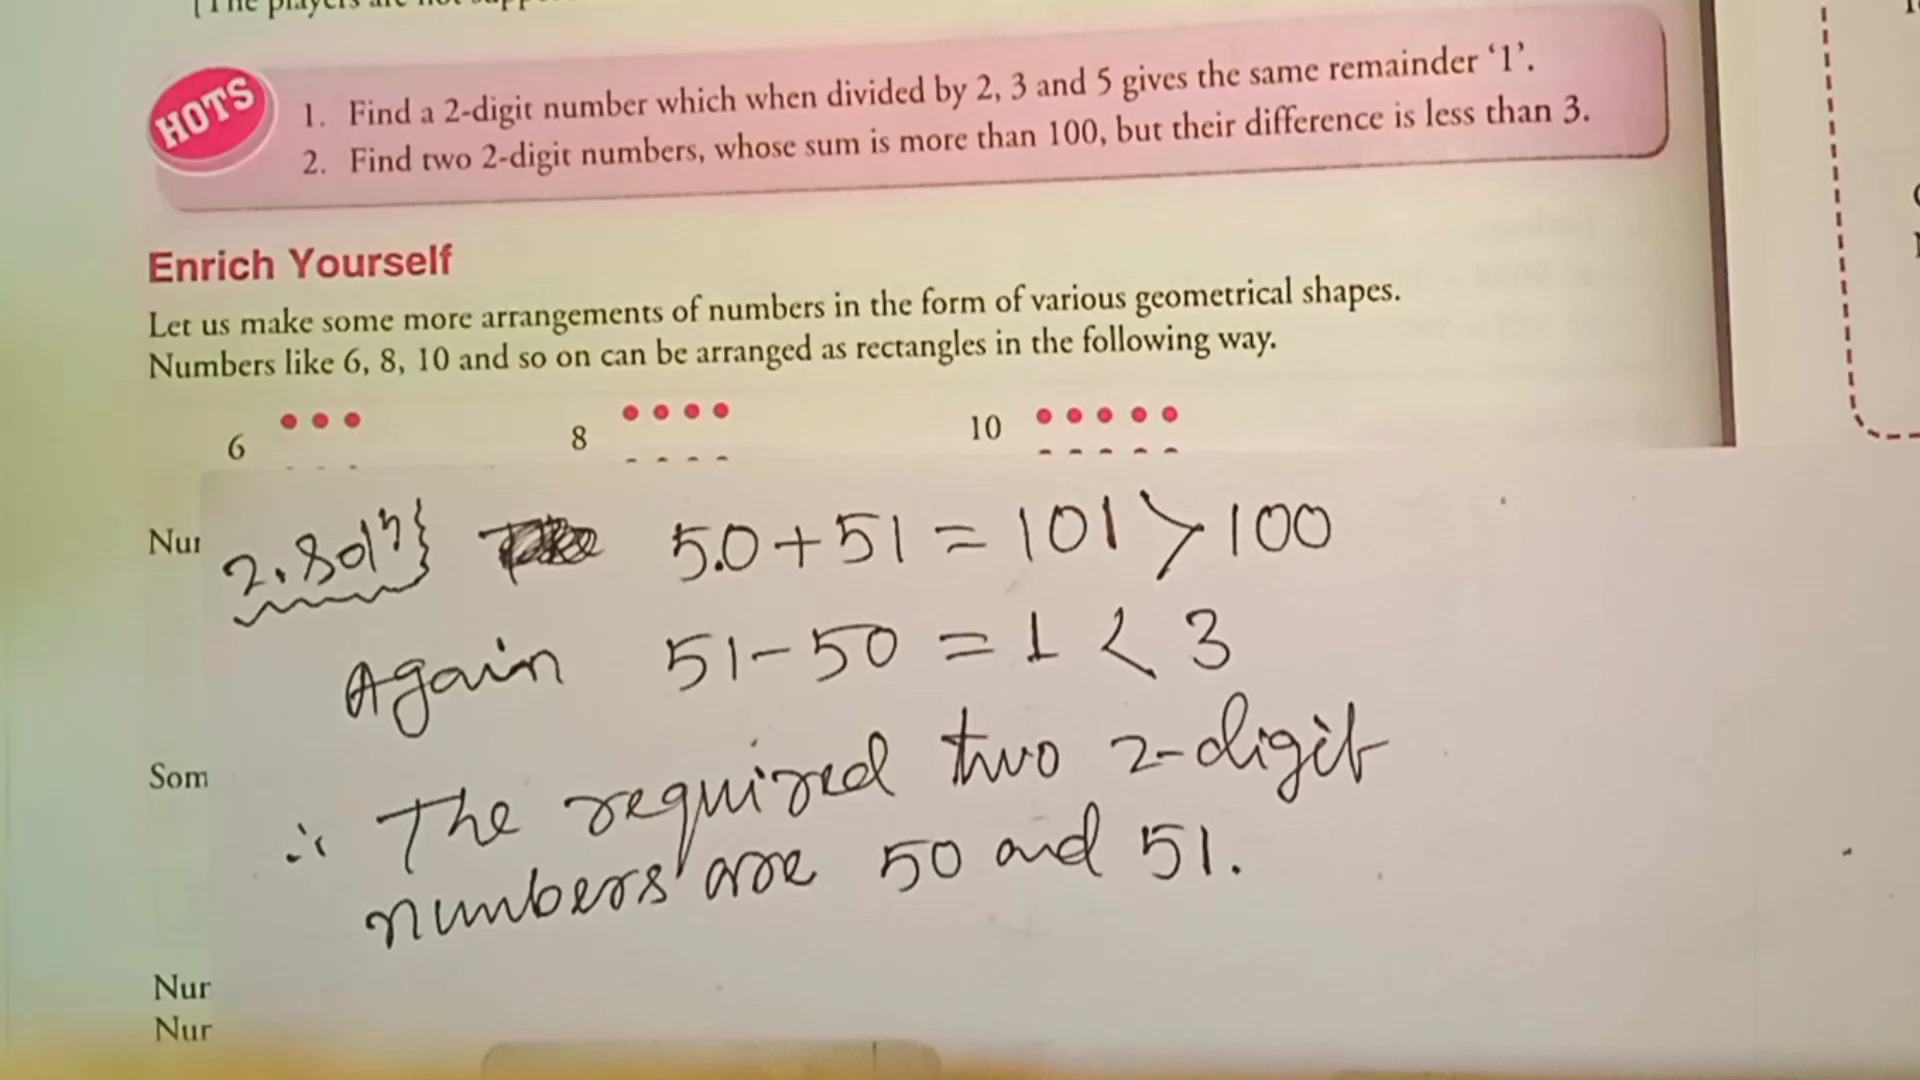 HOTS
1. Find a 2-digit number which when divided by 2, 3 and 5 gives the same remainder ‘1’.
2. Find two 2-digit numbers, whose sum is more than 100, but their difference is less than 3.
Enrich Yourself
Let us make some more arrangements of numbers in the form of various geometrical shapes.
Numbers like 6, 8, 10 and so on can be arranged as rectangles in the following way.
6 8 10
Nur
2. Solⁿ} 50+51 = 101 > 100
Again 51-50 = 1 < 3
Som
∴ The required two 2-digit
numbers are 50 and 51.
Nur
Nur